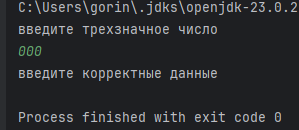 C:\Users\gorin\.jdks\openjdk-23.0.2
введите трехзначное число
000
введите корректные данные
Process finished with exit code 0